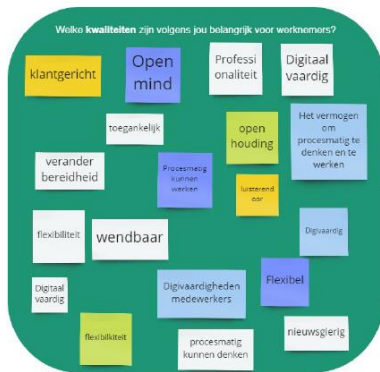 Welke kwaliteiten zijn volgens jou belangrijk voor werknemers?
klantgericht
Open
mind
Professi
onaliteit
Digitaal
vaardig
toegankelijk
open
houding
Het vermogen
om
procesmatig te
denken en te
werken
verander
bereidheid
Procesmatig
kunnen
werken
luisterend
oor
flexibiliteit
wendbaar
Digivaardig
Digitaal
vaardig
Digivaardigheden
medewerkers
Flexibel
flexibilkiteit
procesmatig
kunnen denken
nieuwsgierig